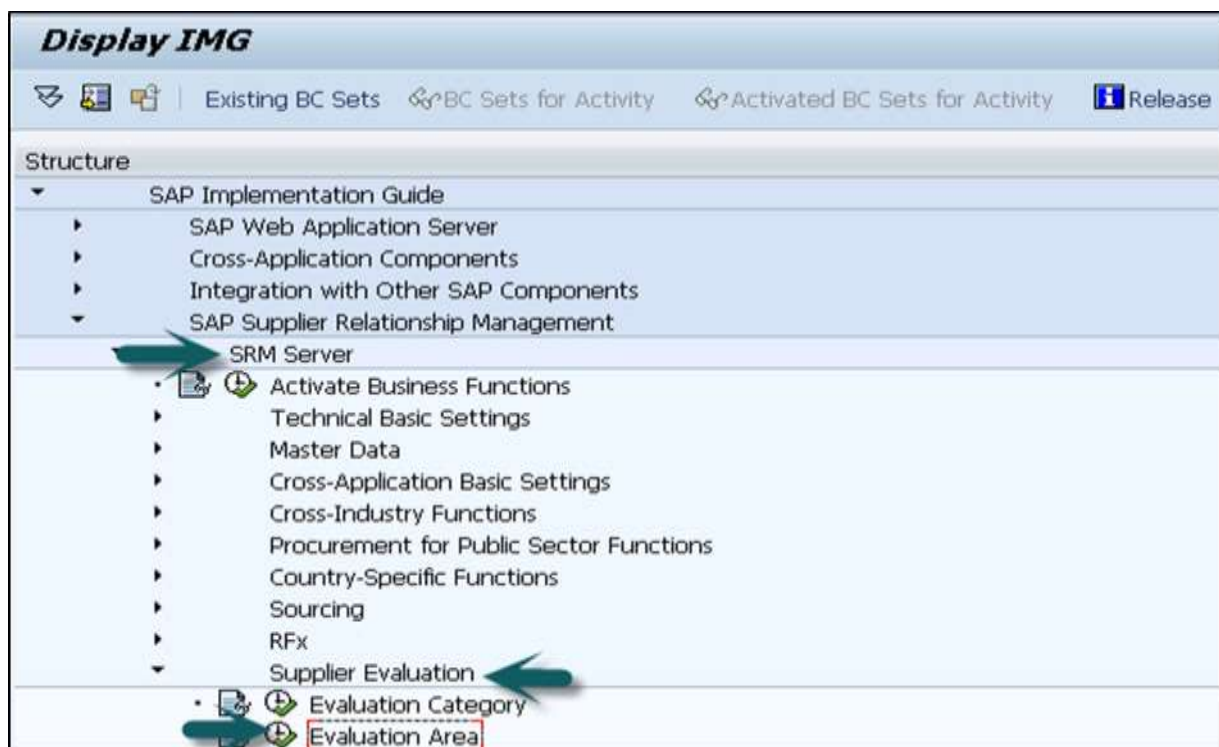 Display IMG
Existing BC Sets BC Sets for Activity Activated BC Sets for Activity Release
Structure
SAP Implementation Guide
SAP Web Application Server
Cross-Application Components
Integration with Other SAP Components
SAP Supplier Relationship Management
SRM Server
Activate Business Functions
Technical Basic Settings
Master Data
Cross-Application Basic Settings
Cross-Industry Functions
Procurement for Public Sector Functions
Country-Specific Functions
Sourcing
RFx
Supplier Evaluation
Evaluation Category
Evaluation Area